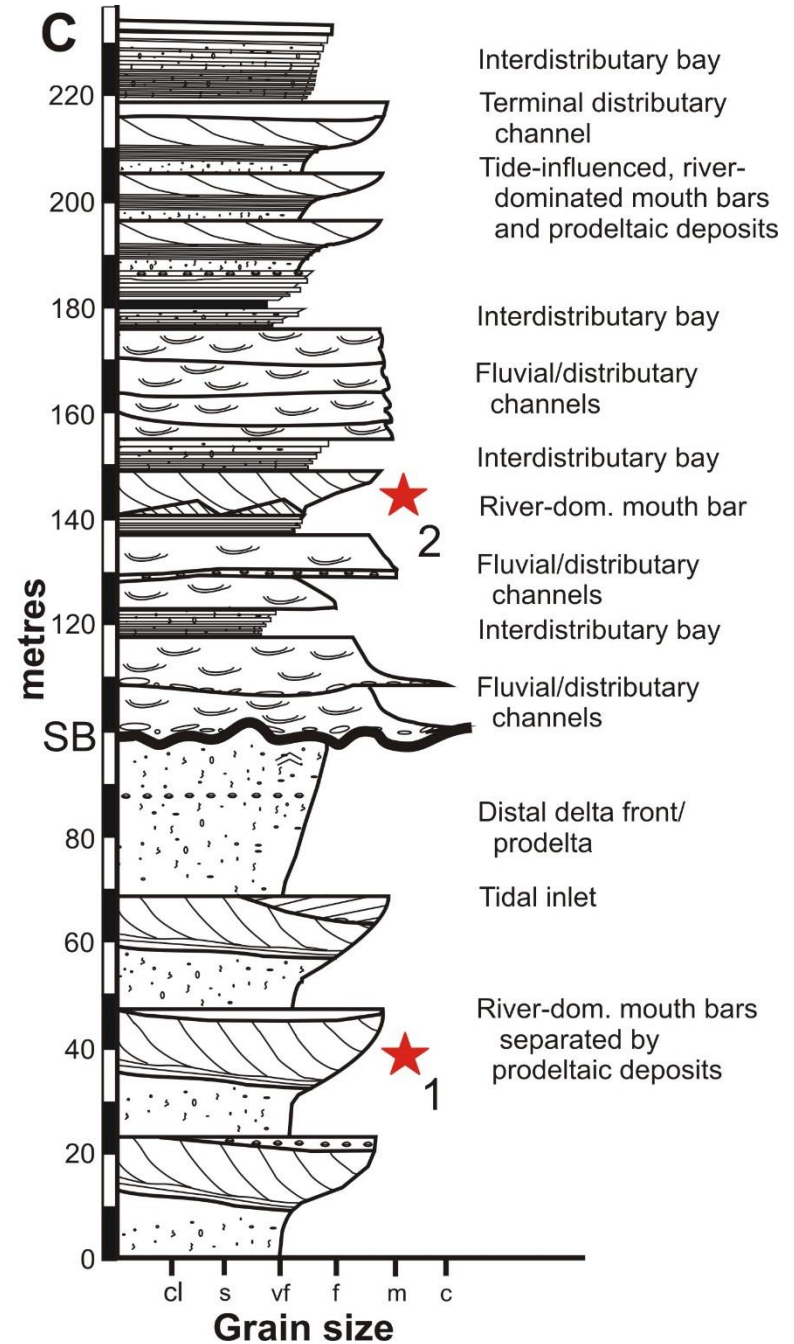 C
Interdistributary bay
220
Terminal distributary
channel
Tide-influenced, river-
dominated mouth bars
and prodeltaic deposits
200
180
Interdistributary bay
Fluvial/distributary
channels
160
Interdistributary bay
River-dom. mouth bar
140
2
Fluvial/distributary
channels
120
Interdistributary bay
metres
Fluvial/distributary
channels
SB
Distal delta front/
prodelta
80
Tidal inlet
60
River-dom. mouth bars
separated by
prodeltaic deposits
40
1
20
0
cl s vf f m c
Grain size